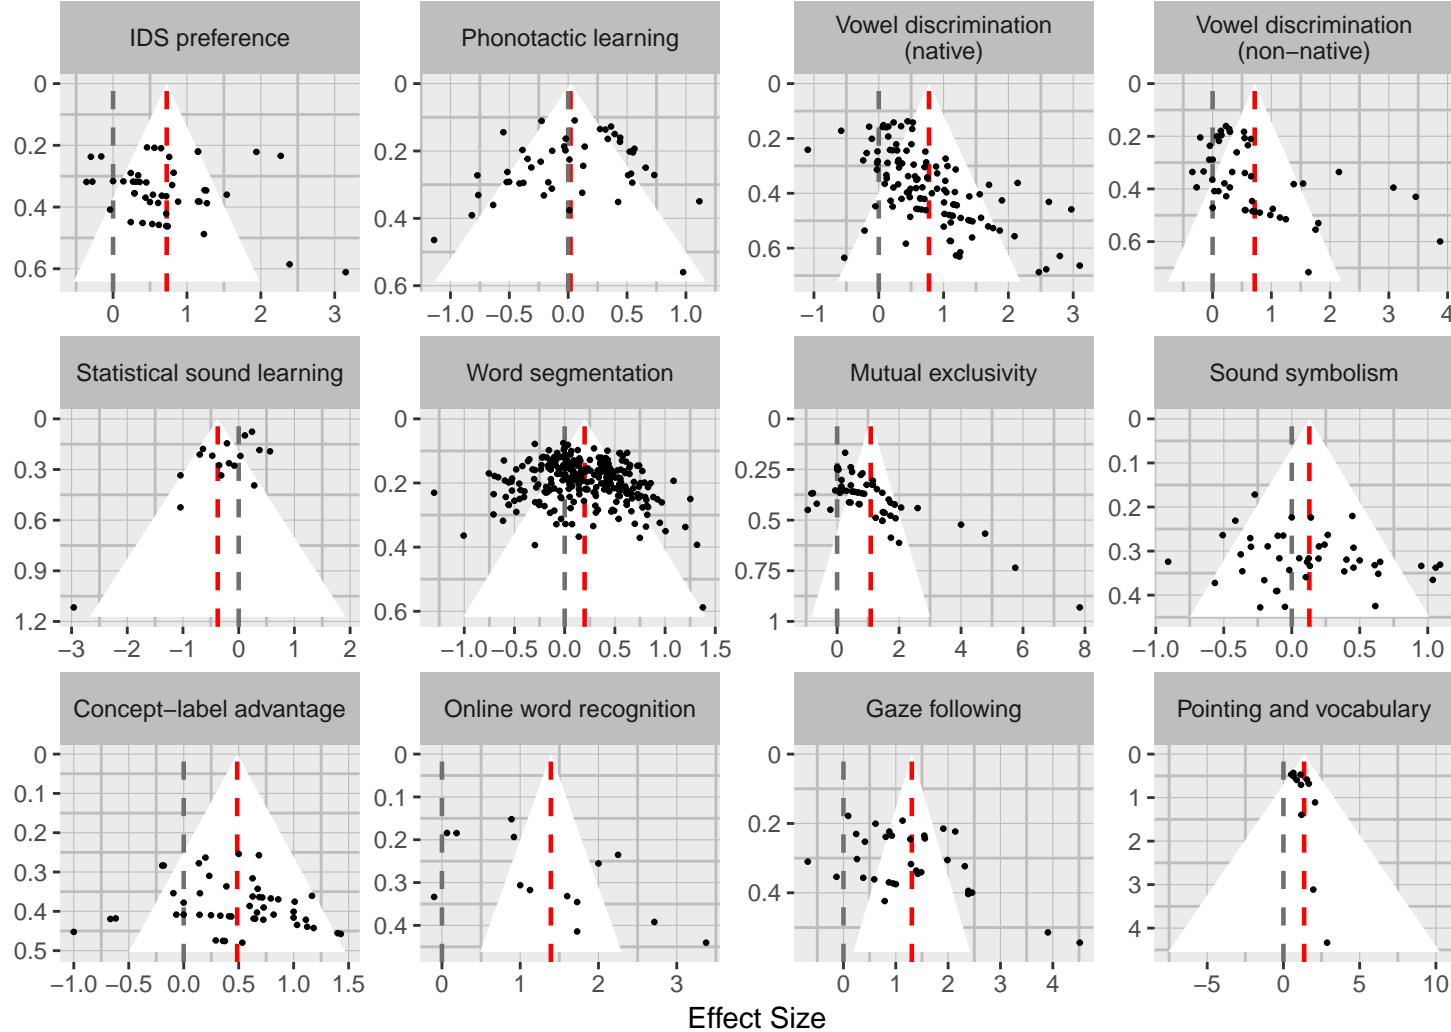 IDS preference
Phonotactic learning
Vowel discrimination
(native)
Vowel discrimination
(non−native)
0
0.2
0.4
0.6
0 1 2 3
0
0.1
0.2
0.3
0.4
0.5
0.6
−1.0 −0.5 0.0 0.5 1.0
0
0.2
0.4
0.6
−1 0 1 2 3
0
0.2
0.4
0.6
0 1 2 3 4
Statistical sound learning
Word segmentation
Mutual exclusivity
Sound symbolism
0
0.3
0.6
0.9
1.2
−3 −2 −1 0 1 2
0
0.2
0.4
0.6
−1.0 −0.5 0.0 0.5 1.0 1.5
0
0.25
0.5
0.75
1
0 2 4 6 8
0
0.1
0.2
0.3
0.4
−1.0 −0.5 0.0 0.5 1.0
Concept−label advantage
Online word recognition
Gaze following
Pointing and vocabulary
0
0.1
0.2
0.3
0.4
0.5
−1.0 −0.5 0.0 0.5 1.0 1.5
0
0.1
0.2
0.3
0.4
0 1 2 3
0
0.2
0.4
0 1 2 3 4
0
1
2
3
4
−5 0 5 10
Effect Size